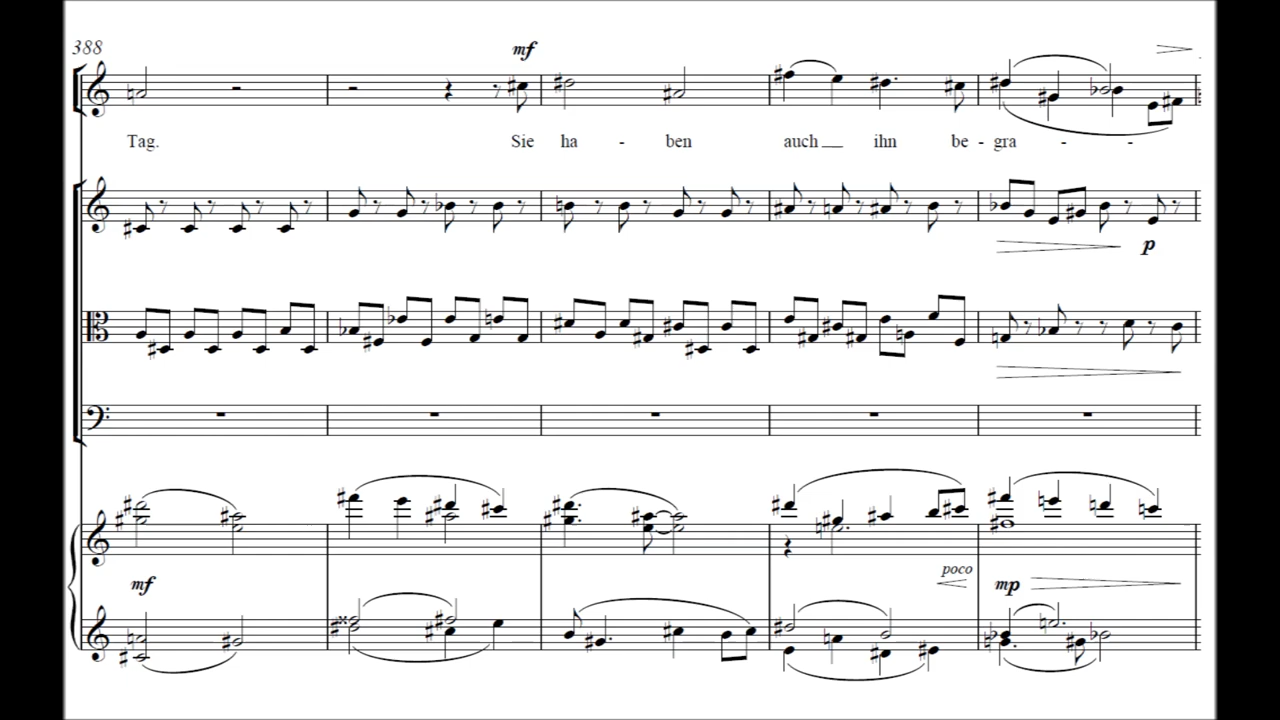 388
mf
Tag. Sie ha - ben auch ihn be - gra - -
p
poco
mf mp